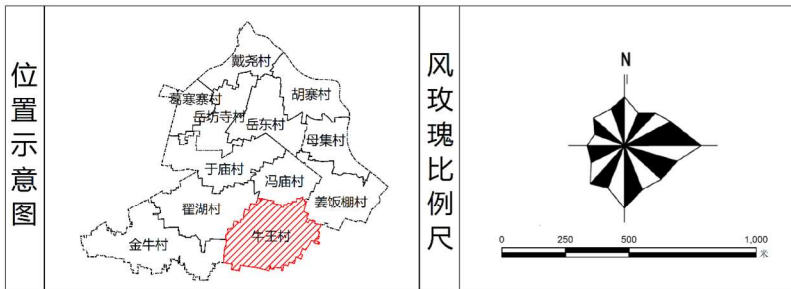 位置示意图
戴尧村
葛寒寨村
胡寨村
岳坊寺村
岳东村
母集村
于庙村
冯庙村
姜饭棚村
翟湖村
牛王村
金牛村
风玫瑰比例尺
N
0 250 500 1,000
米